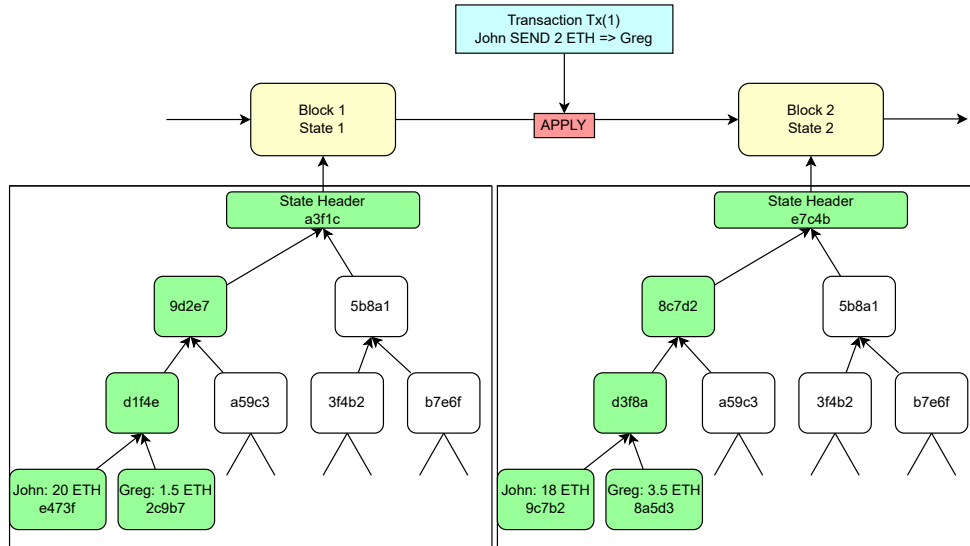 Transaction Tx(1)
John SEND 2 ETH => Greg
Block 1
State 1
APPLY
Block 2
State 2
State Header
a3f1c
9d2e7
5b8a1
d1f4e
a59c3
3f4b2
b7e6f
John: 20 ETH
e473f
Greg: 1.5 ETH
2c9b7
State Header
e7c4b
8c7d2
5b8a1
d3f8a
a59c3
3f4b2
b7e6f
John: 18 ETH
9c7b2
Greg: 3.5 ETH
8a5d3